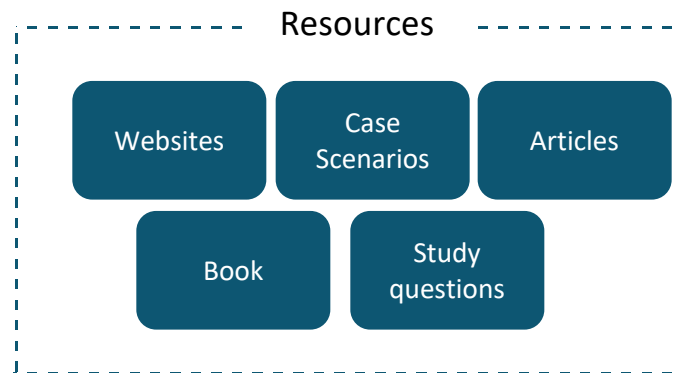 Resources
Websites
Case
Scenarios
Articles
Book
Study
questions